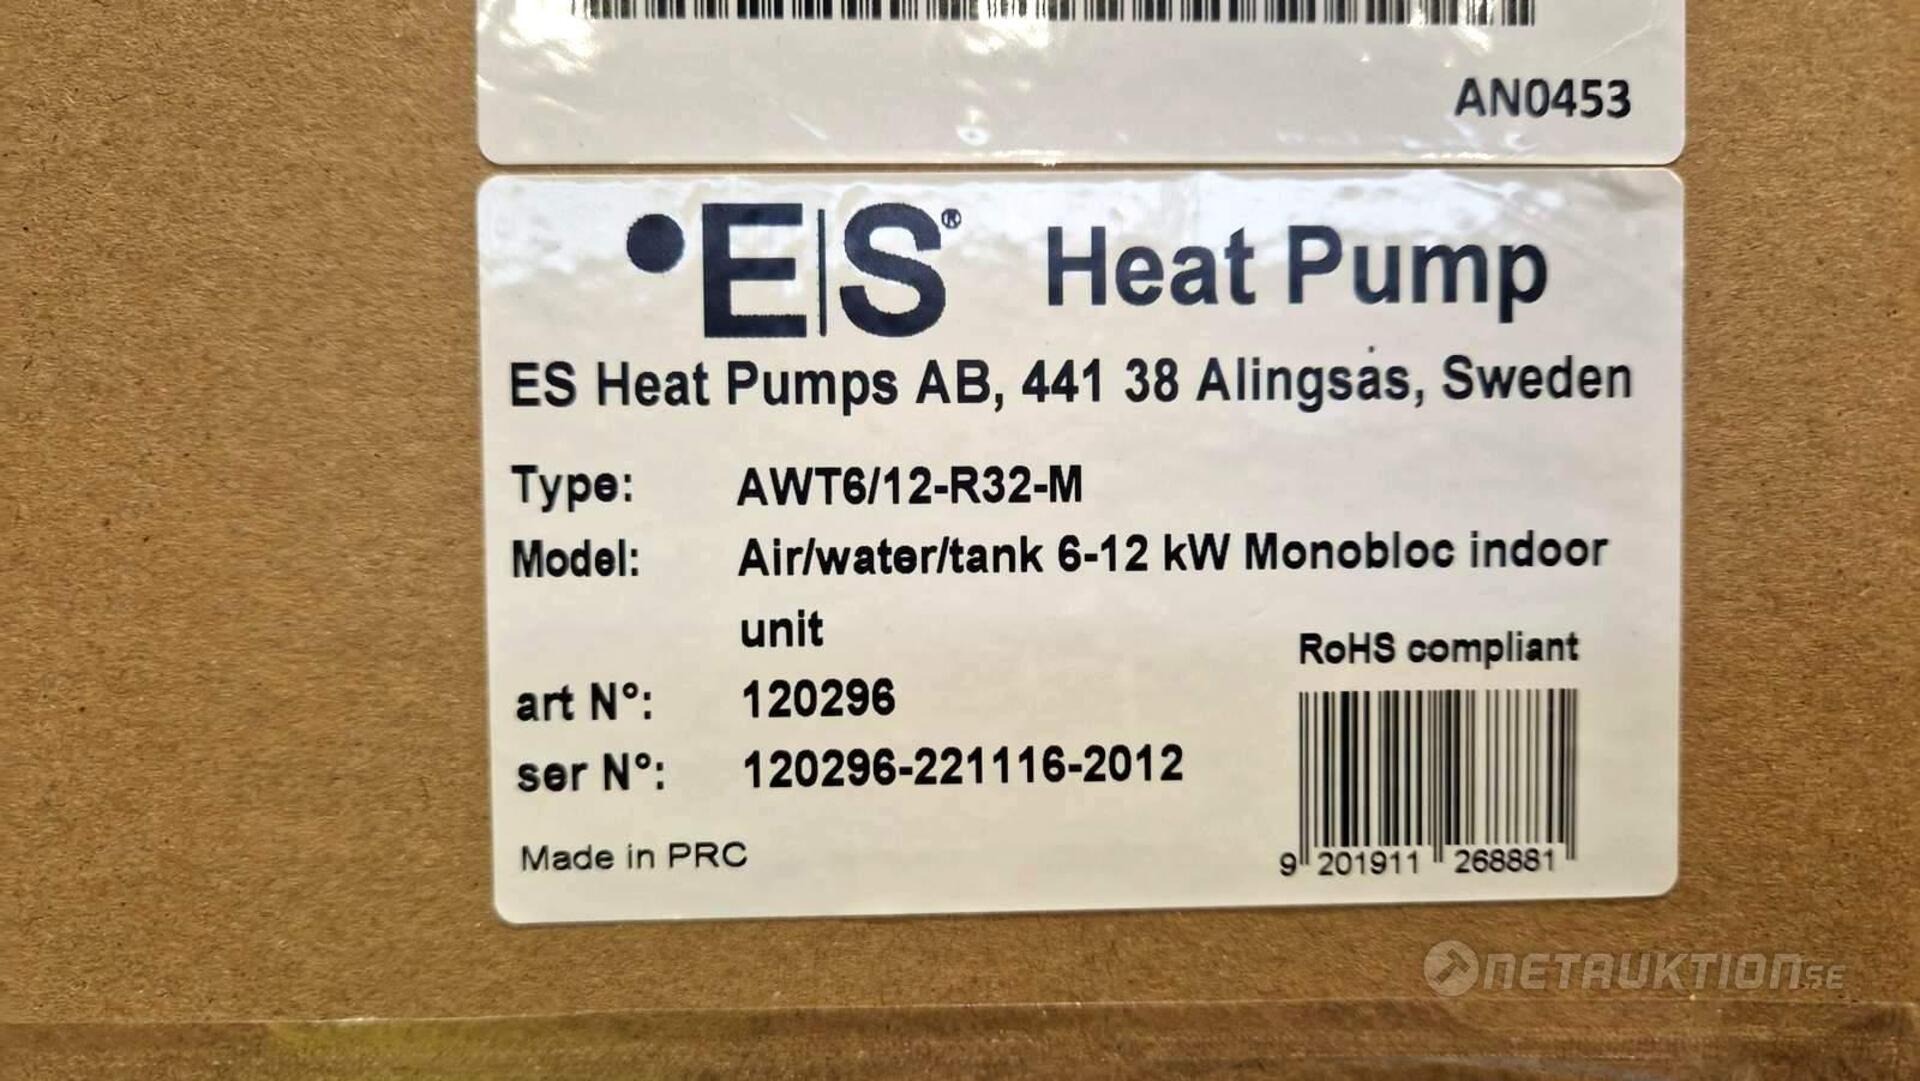 AN0453
E|S® Heat Pump
ES Heat Pumps AB, 441 38 Alingsås, Sweden
Type: AWT6/12-R32-M
Model: Air/water/tank 6-12 kW Monobloc indoor
unit
RoHS compliant
art N°: 120296
ser N°: 120296-221116-2012
Made in PRC
9 201911 268881
NETAUKTION.SE